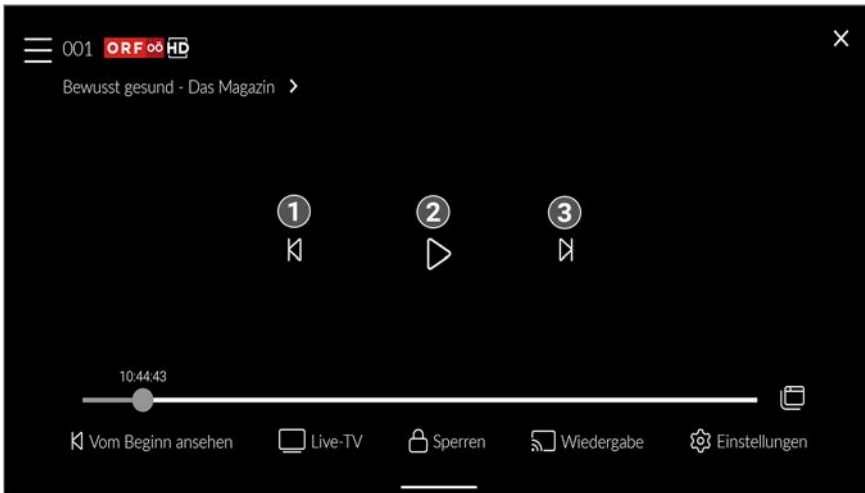 001 ORF oö HD
Bewusst gesund - Das Magazin
1 2 3
10:44:43
Vom Beginn ansehen Live-TV Sperren Wiedergabe Einstellungen